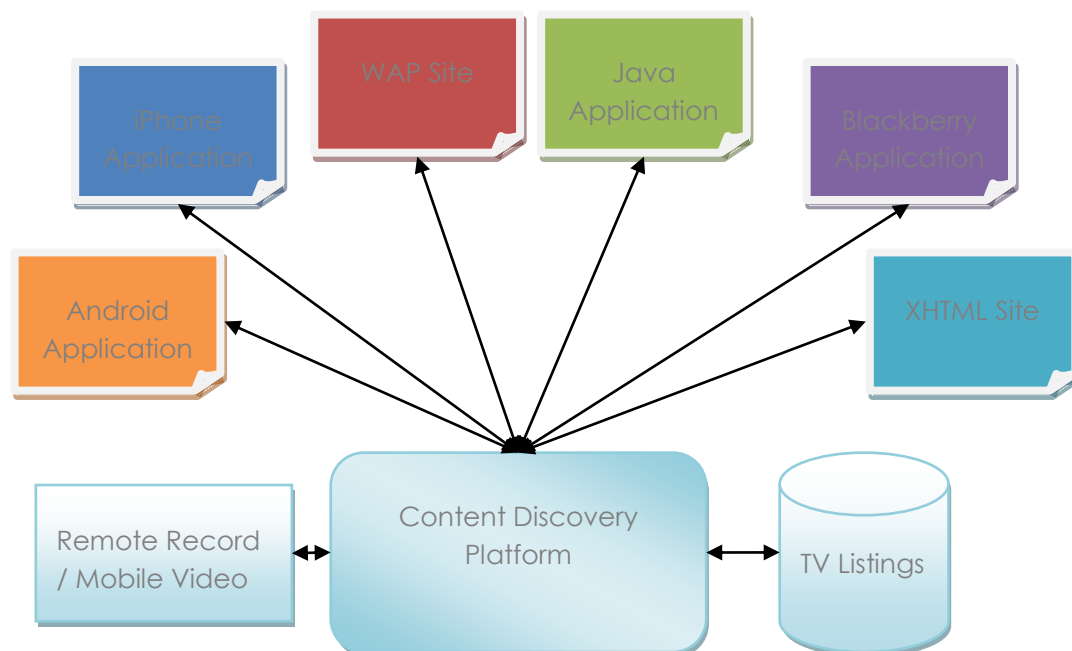 WAP Site
Java
Application
iPhone
Application
Blackberry
Application
Android
Application
XHTML Site
Content Discovery
Platform
Remote Record
/ Mobile Video
TV Listings